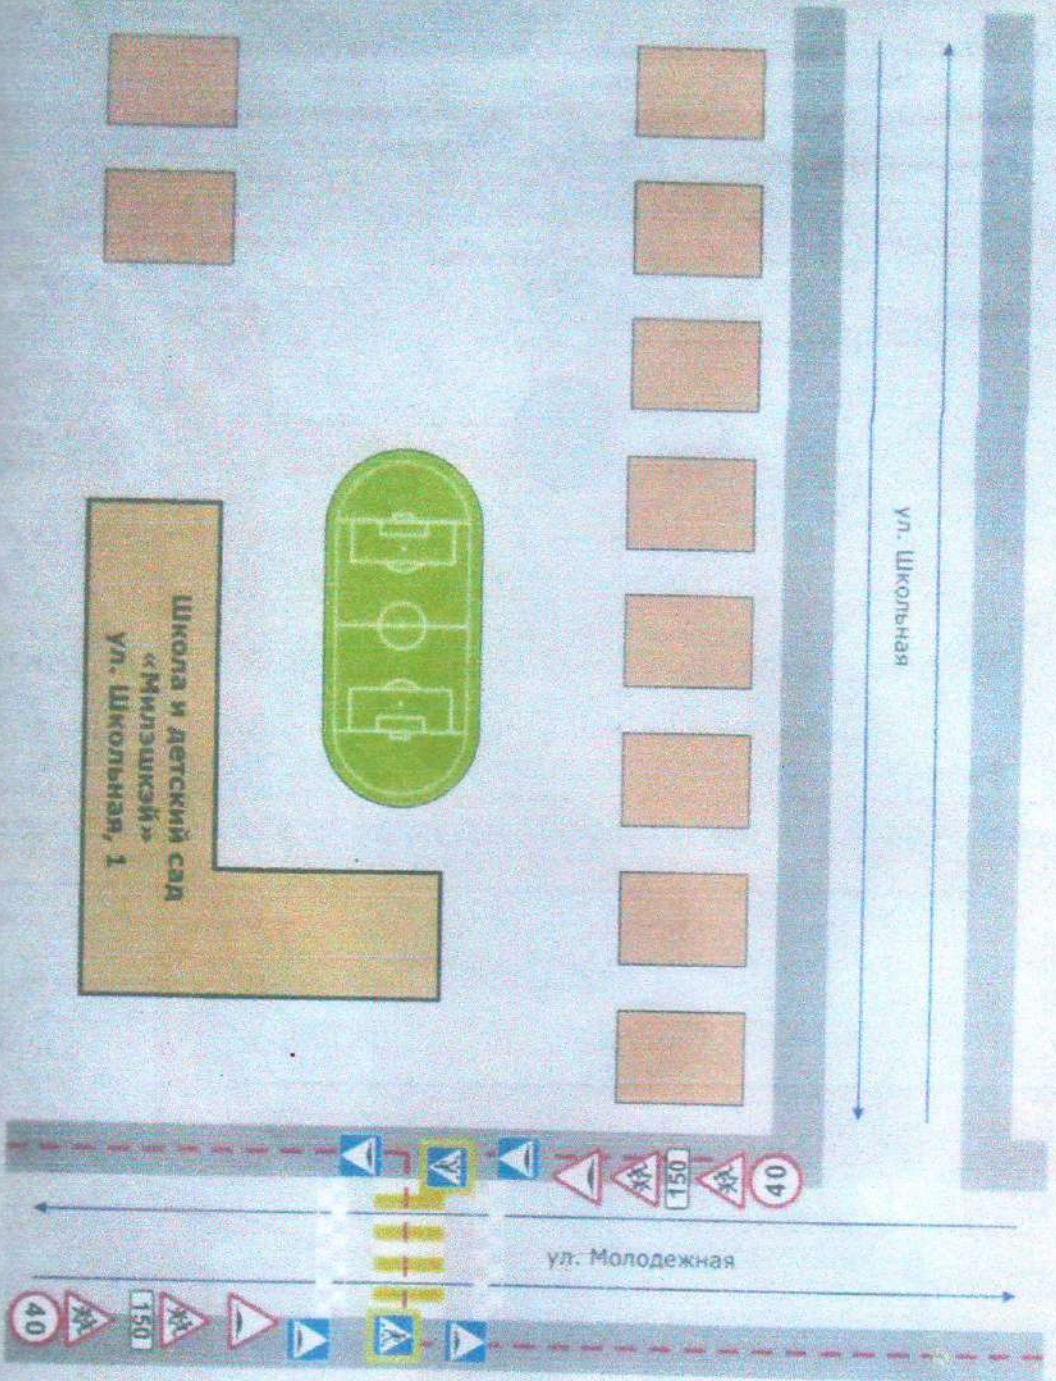 ул. Школьная
Школа и детский сад
«Милэшкэй»
ул. Школьная, 1
40
150
ул. Молодежная
150
40